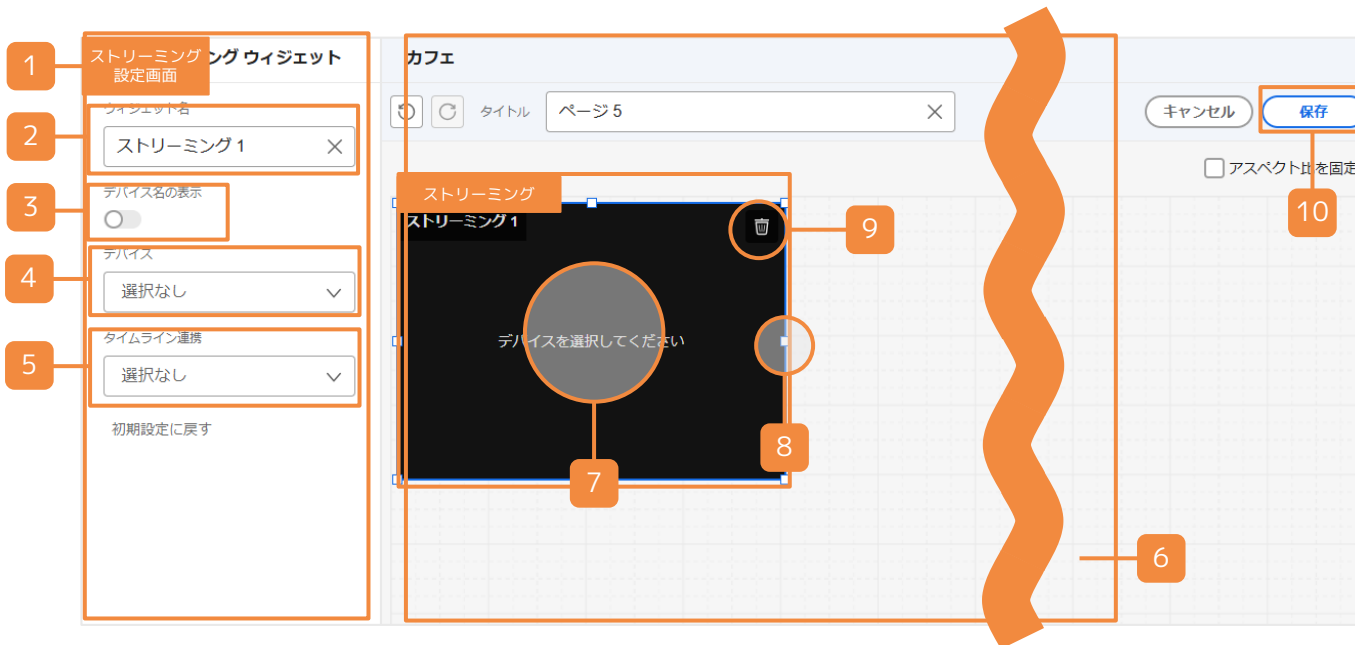 1
ストリーミング
設定画面
ング ウィジェット
カフェ
2
ウィジェット名
ストリーミング 1
タイトル
ページ 5
キャンセル
保存
10
アスペクト比を固定
3
デバイス名の表示
ストリーミング
ストリーミング 1
9
4
デバイス
選択なし
デバイスを選択してください
5
タイムライン連携
選択なし
初期設定に戻す
7
8
6